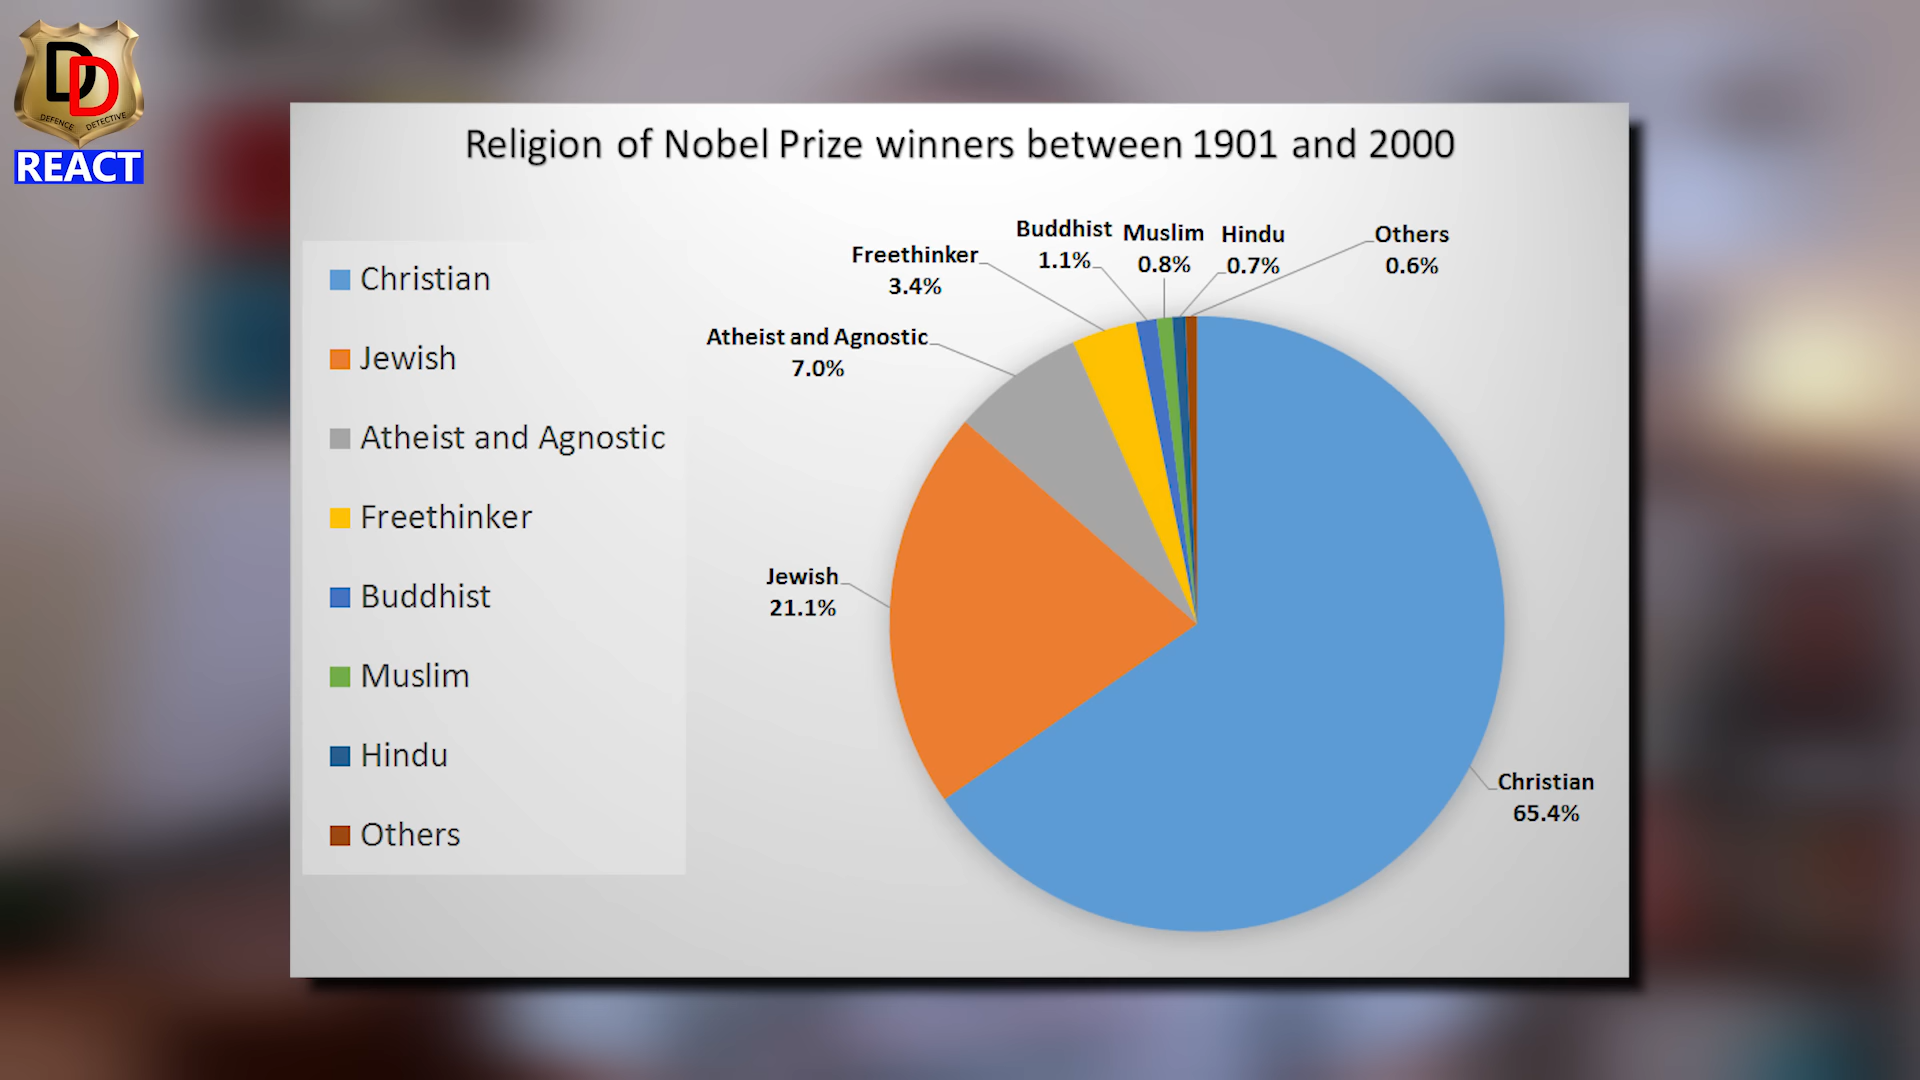 DD
DEFENCE DETECTIVE
REACT
Religion of Nobel Prize winners between 1901 and 2000
Christian
Jewish
Atheist and Agnostic
Freethinker
Buddhist
Muslim
Hindu
Others
Buddhist
1.1%
Muslim
0.8%
Hindu
0.7%
Others
0.6%
Freethinker
3.4%
Atheist and Agnostic
7.0%
Jewish
21.1%
Christian
65.4%